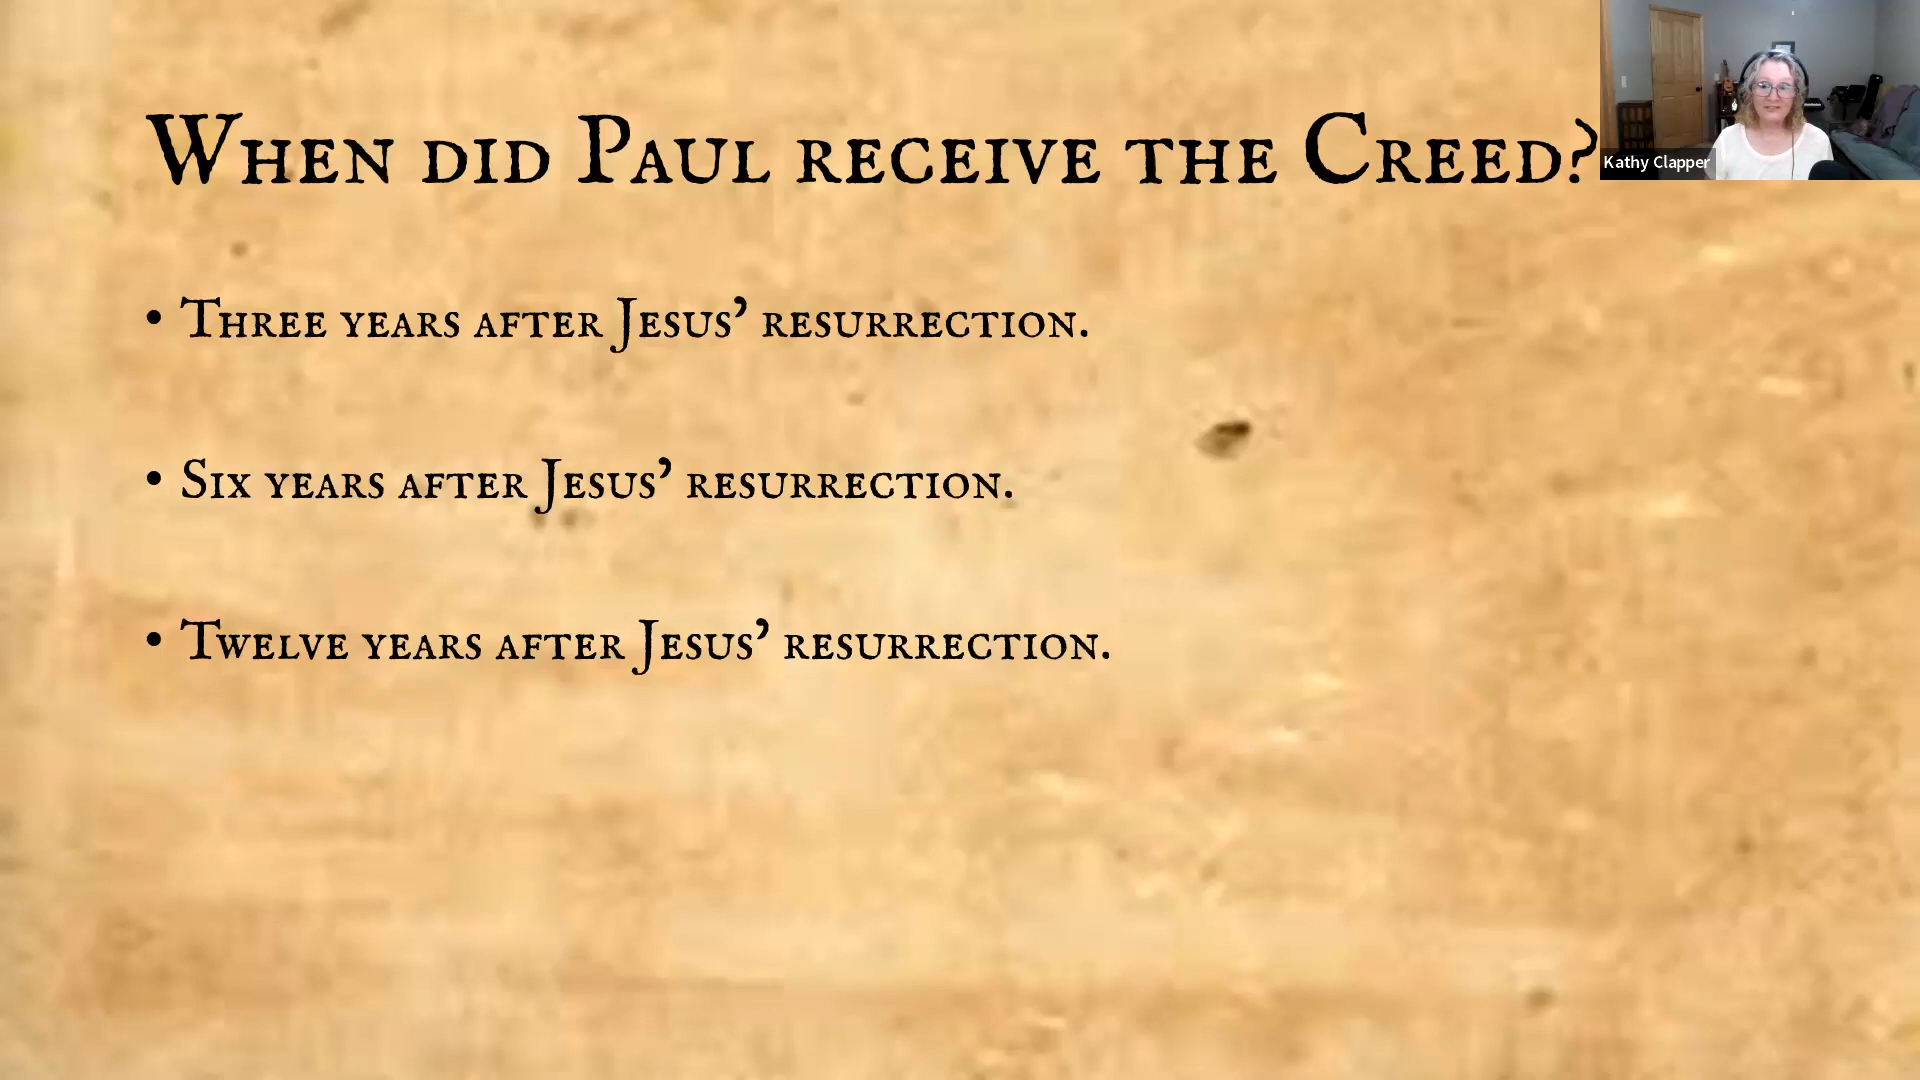 When did Paul receive the Creed?
Kathy Clapper
• Three years after Jesus’ resurrection.
• Six years after Jesus’ resurrection.
• Twelve years after Jesus’ resurrection.